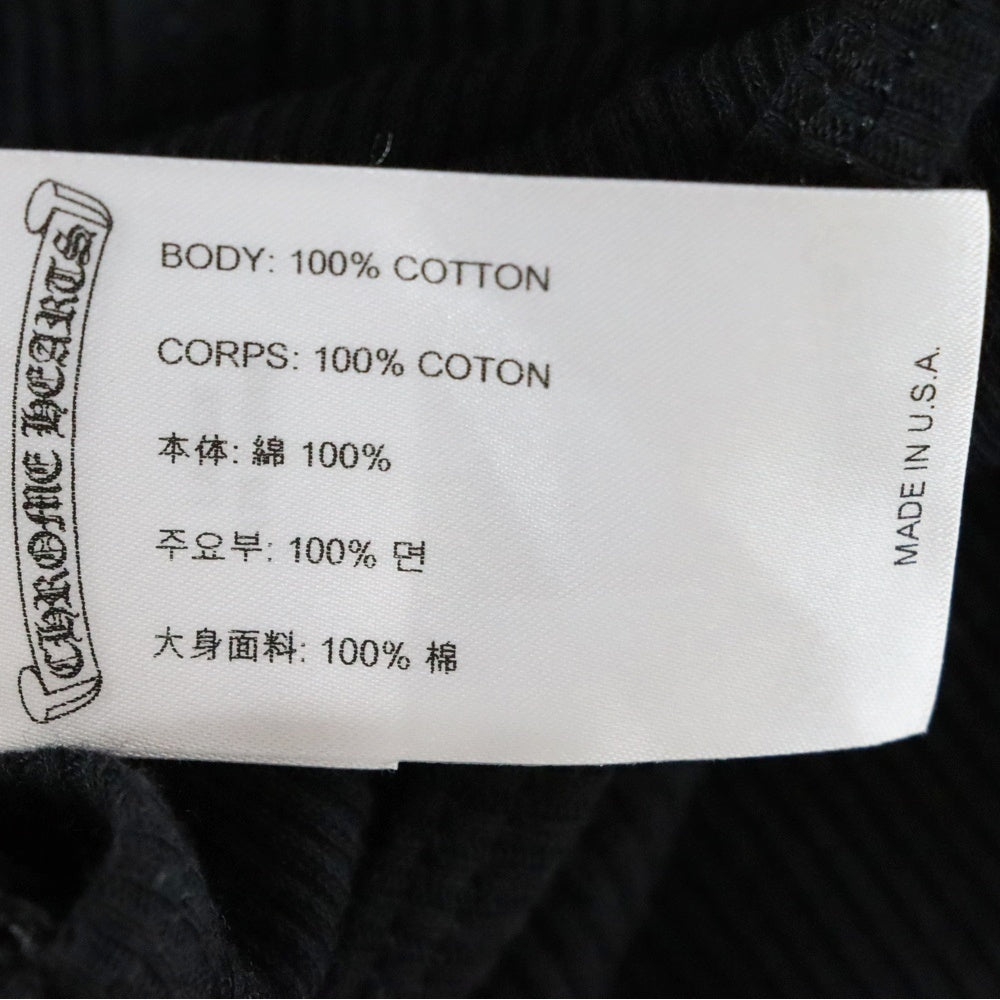 CHROME HEARTS
BODY: 100% COTTON
CORPS: 100% COTON
本体: 綿 100%
주요부: 100% 면
大身面料: 100% 棉
MADE IN U.S.A.